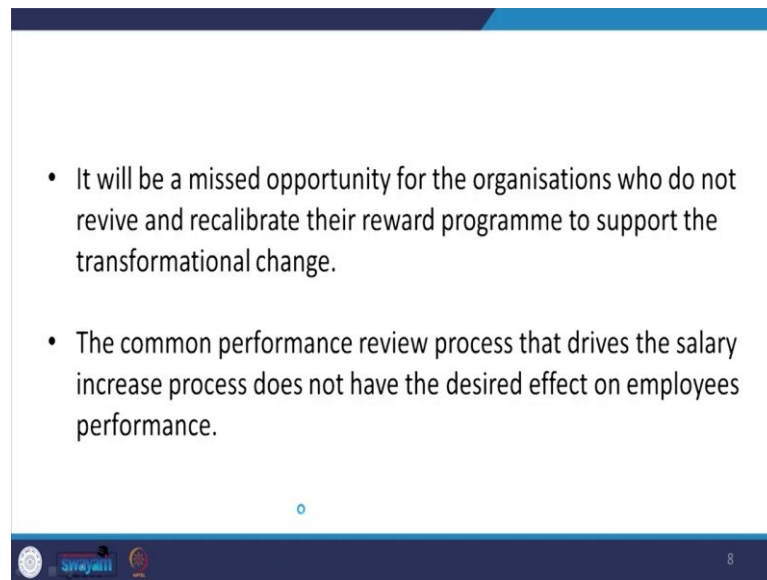 • It will be a missed opportunity for the organisations who do not
revive and recalibrate their reward programme to support the
transformational change.
• The common performance review process that drives the salary
increase process does not have the desired effect on employees
performance.
swayam
8